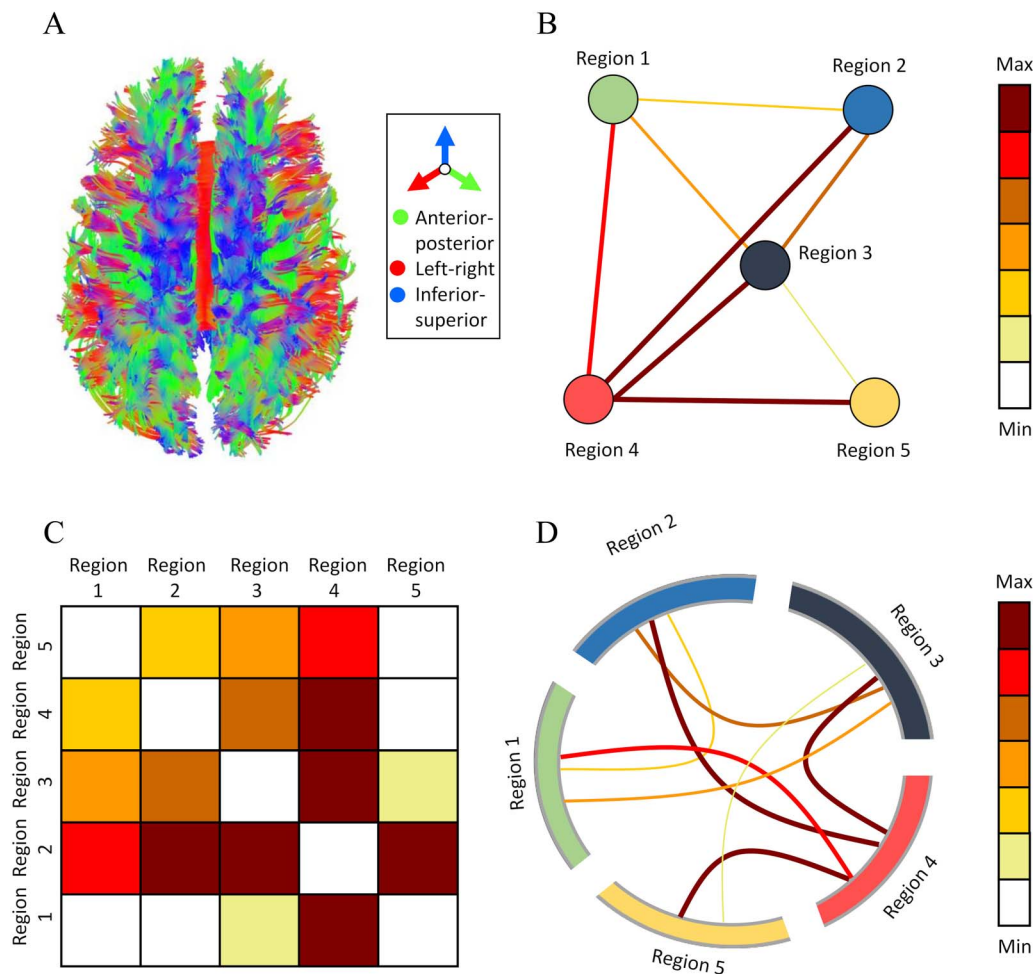 A
B
Region 1
Region 2
Region 3
Region 4
Region 5
Max
Min
Anterior-
posterior
Left-right
Inferior-
superior
C
Region
1
Region
2
Region
3
Region
4
Region
5
Region
5
Region
4
Region
3
Region
2
Region
1
D
Region 2
Region 3
Region 1
Region 4
Region 5
Max
Min